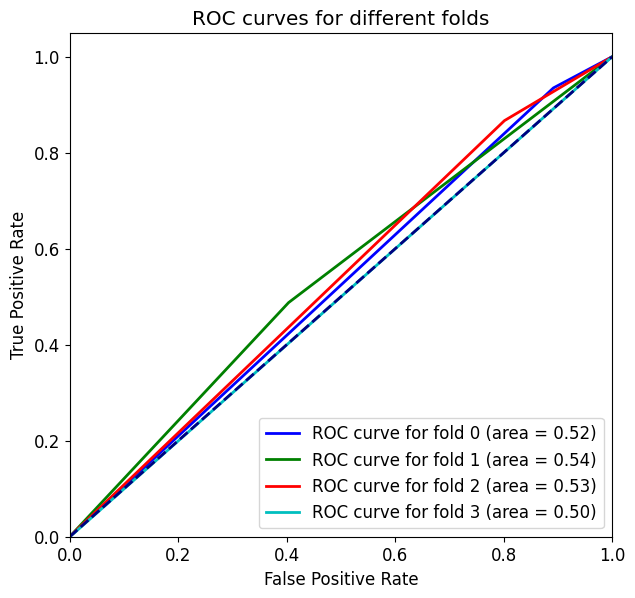 ROC curves for different folds
1.0
0.8
0.6
0.4
0.2
0.0
True Positive Rate
ROC curve for fold 0 (area = 0.52)
ROC curve for fold 1 (area = 0.54)
ROC curve for fold 2 (area = 0.53)
ROC curve for fold 3 (area = 0.50)
0.0 0.2 0.4 0.6 0.8 1.0
False Positive Rate